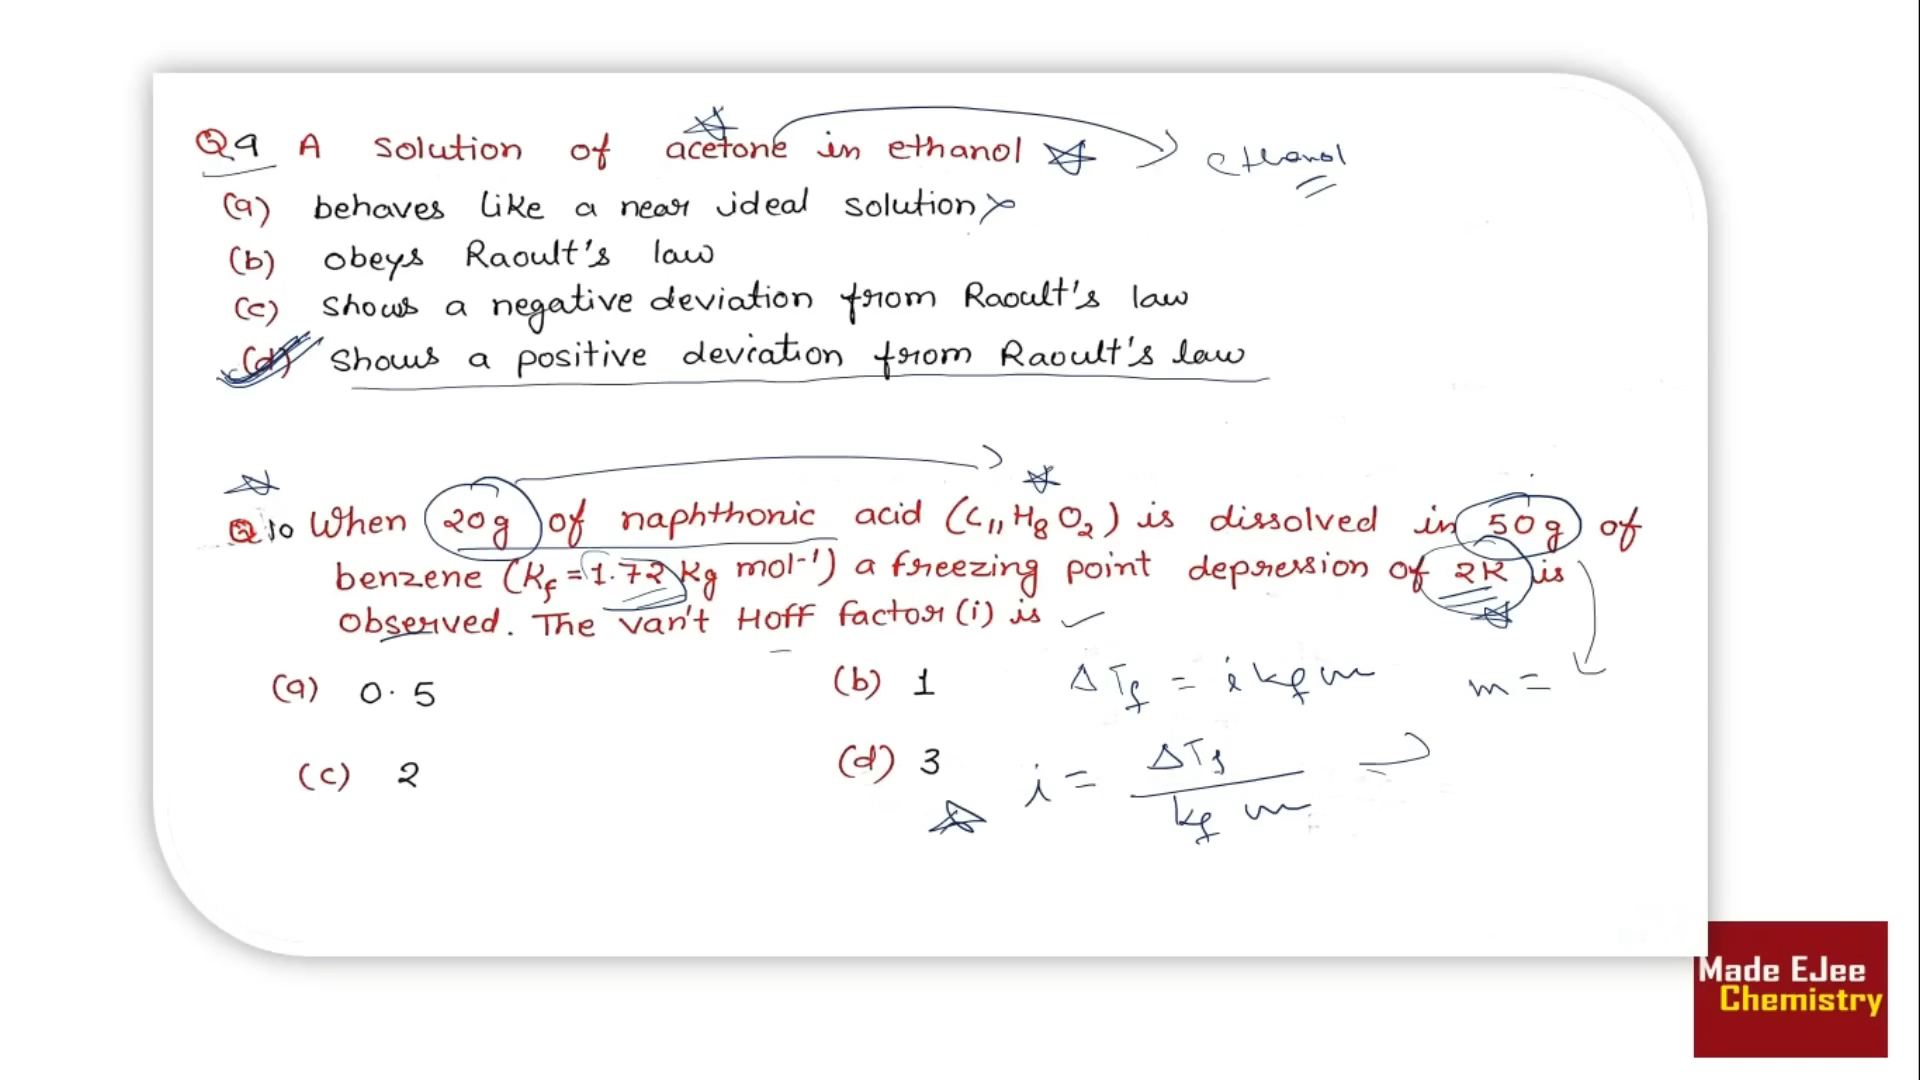 Q9 A solution of acetone in ethanol ethanol
(a) behaves like a near ideal solution
(b) obeys Raoult's law
(c) Shows a negative deviation from Raoult's law
(d) Shows a positive deviation from Raoult's law
Q10 When 20g of naphthonic acid (C₁₁H₈O₂) is dissolved in 50g of
benzene (Kf = 1.72 Kg mol⁻¹) a freezing point depression of 2K is
observed. The van't Hoff factor (i) is
(a) 0.5 (b) 1 ΔTf = i kf m m =
(c) 2 (d) 3 i = ΔTf / kf m
Made EJee
Chemistry